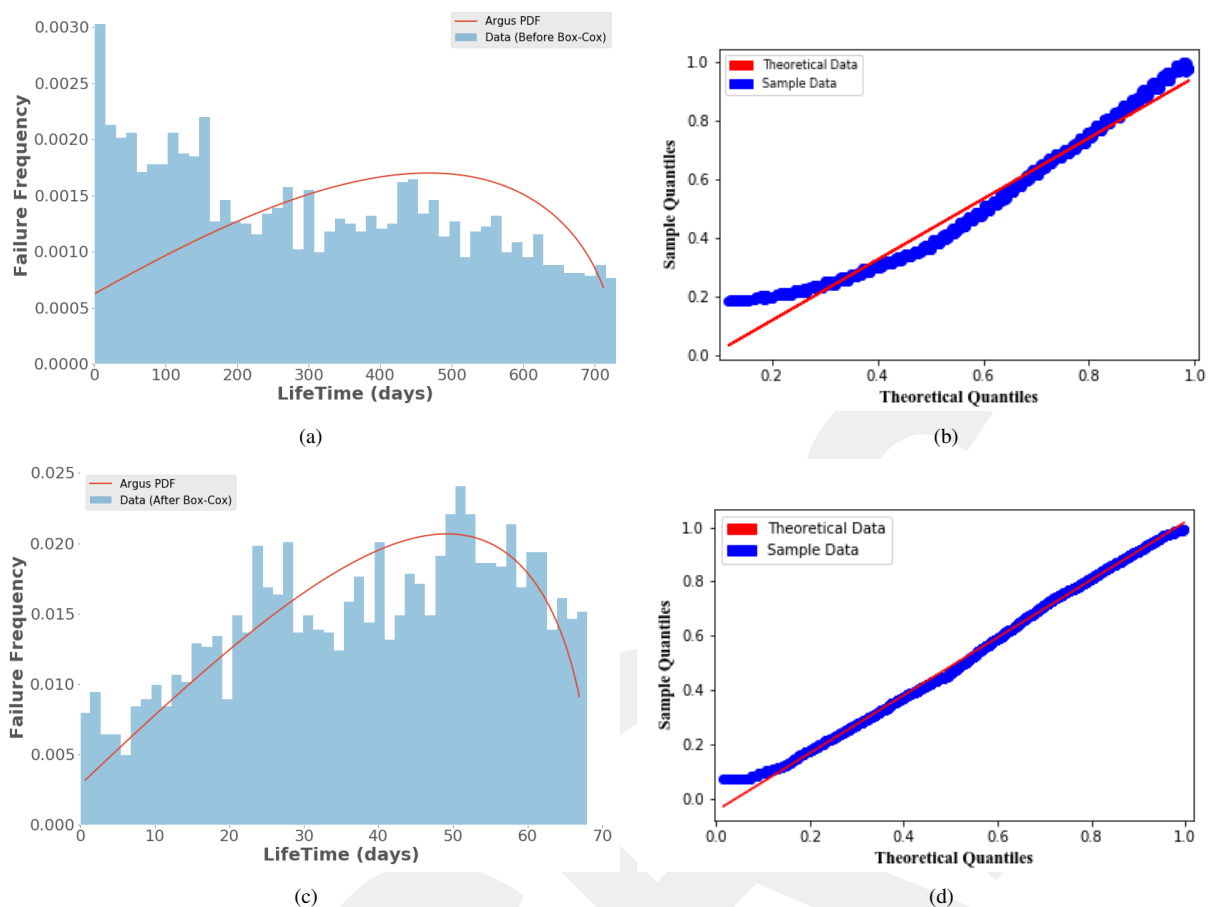 0.0030
0.0025
0.0020
0.0015
0.0010
0.0005
0.0000
Failure Frequency
Argus PDF
Data (Before Box-Cox)
0 100 200 300 400 500 600 700
LifeTime (days)
(a)
1.0
0.8
0.6
0.4
0.2
0.0
Sample Quantiles
Theoretical Data
Sample Data
0.2 0.4 0.6 0.8 1.0
Theoretical Quantiles
(b)
0.025
0.020
0.015
0.010
0.005
0.000
Failure Frequency
Argus PDF
Data (After Box-Cox)
0 10 20 30 40 50 60 70
LifeTime (days)
(c)
1.0
0.8
0.6
0.4
0.2
0.0
Sample Quantiles
Theoretical Data
Sample Data
0.0 0.2 0.4 0.6 0.8 1.0
Theoretical Quantiles
(d)